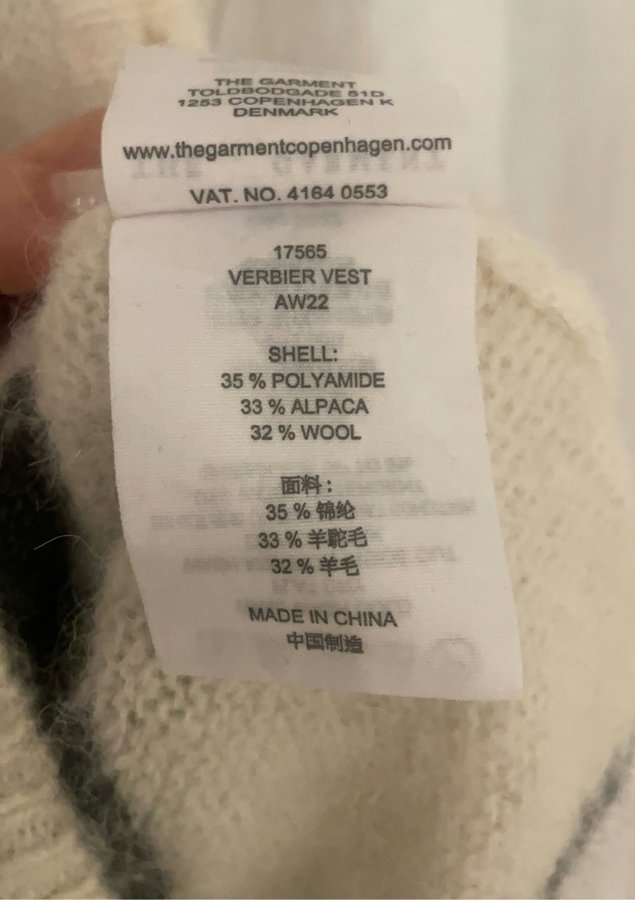 THE GARMENT
TOLDBODGADE 51D
1253 COPENHAGEN K
DENMARK
www.thegarmentcopenhagen.com
VAT. NO. 4164 0553
17565
VERBIER VEST
AW22
SHELL:
35 % POLYAMIDE
33 % ALPACA
32 % WOOL
面料:
35 % 锦纶
33 % 羊駝毛
32 % 羊毛
MADE IN CHINA
中国制造